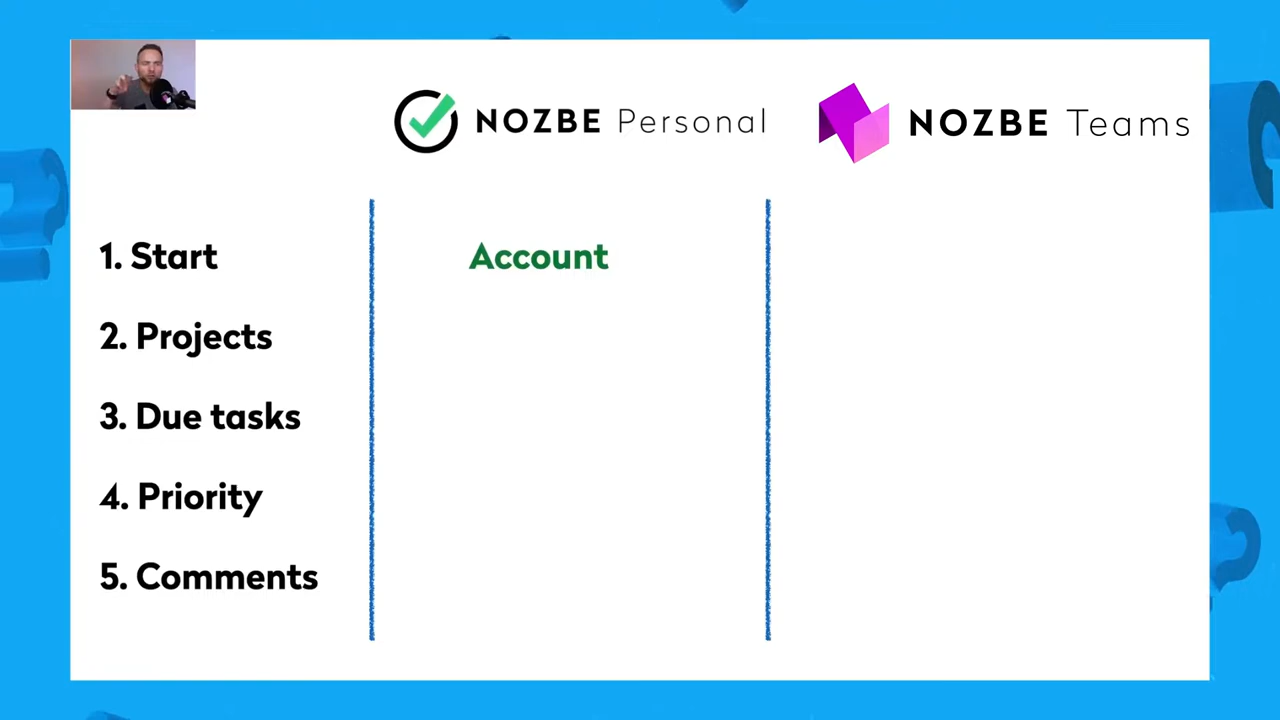 NOZBE Personal
NOZBE Teams
1. Start
Account
2. Projects
3. Due tasks
4. Priority
5. Comments